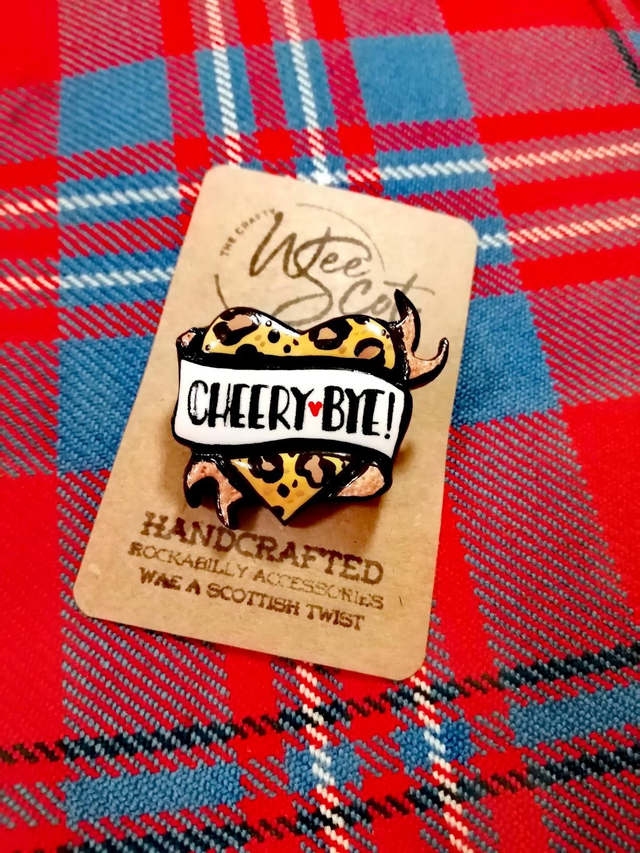 THE CRAFTY
Wee
Scot
CHEERY BYE!
HANDCRAFTED
ROCKABILLY ACCESSORIES
WAE A SCOTTISH TWIST